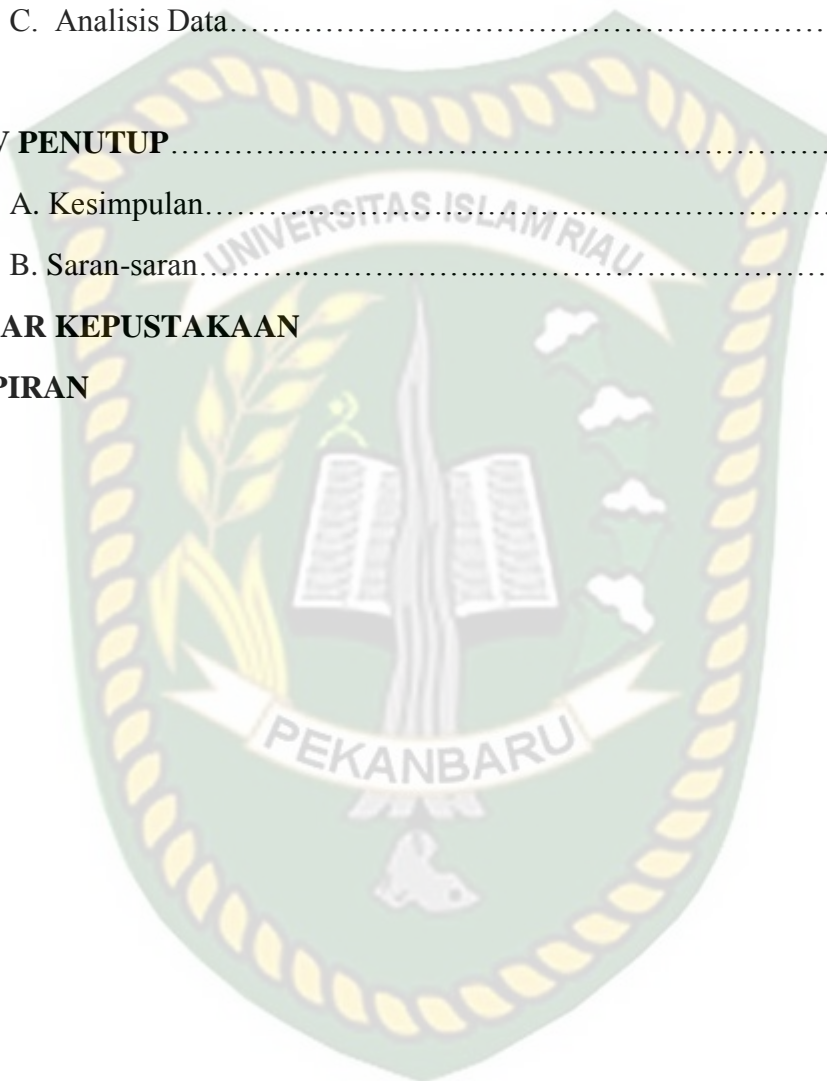 C. Analisis Data……………………………………………………………
V PENUTUP……………………………………………………………………
A. Kesimpulan………..……………………….………………………
B. Saran-saran………..……………..…………………………………
AR KEPUSTAKAAN
PIRAN
UNIVERSITAS ISLAM RIAU
PEKANBARU